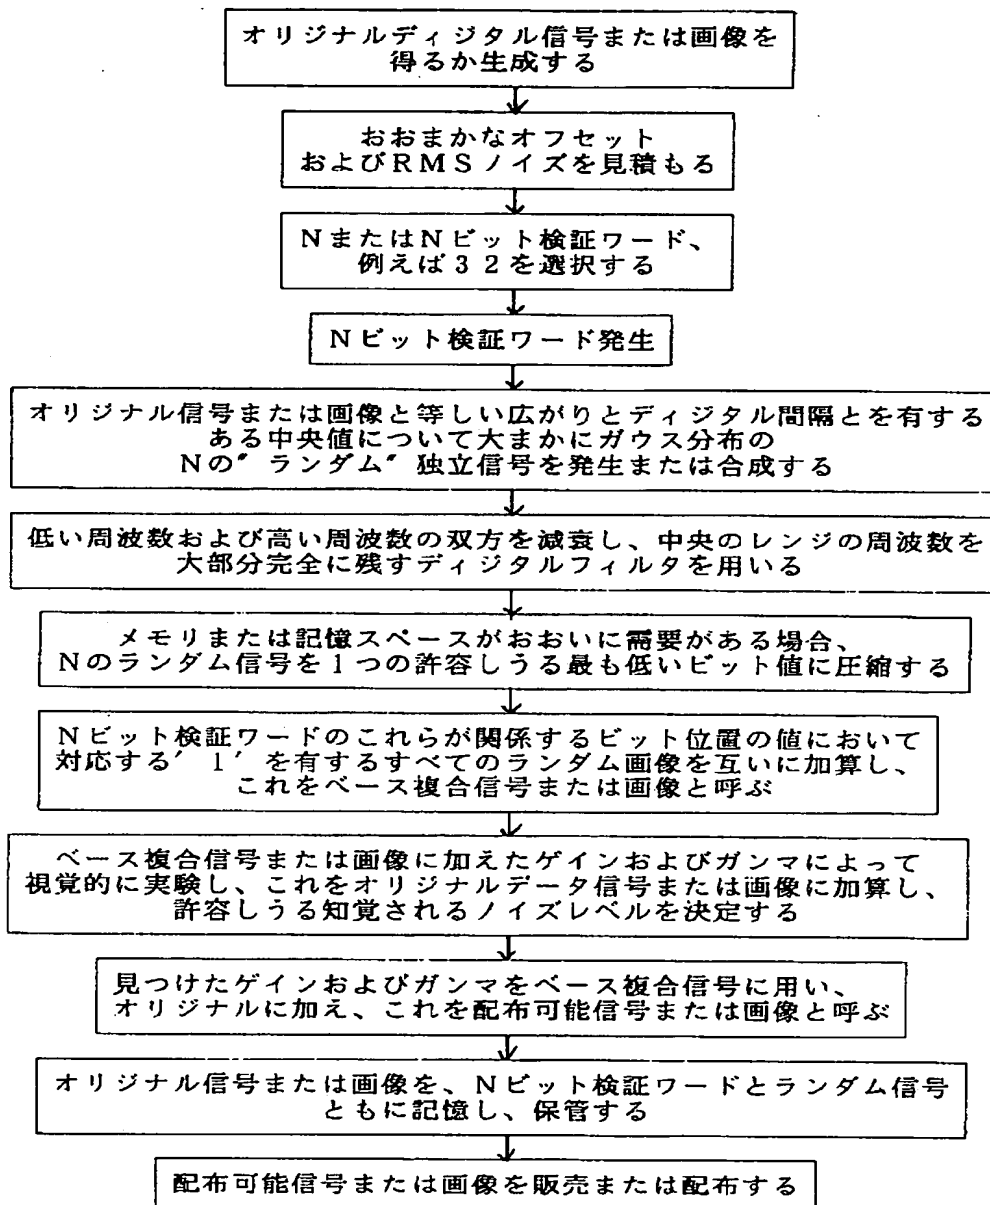 オリジナルディジタル信号または画像を
得るか生成する
おおまかなオフセット
およびRMSノイズを見積もる
NまたはNビット検証ワード、
例えば32を選択する
Nビット検証ワード発生
オリジナル信号または画像と等しい広がりとディジタル間隔とを有する
ある中央値について大まかにガウス分布の
Nの"ランダム"独立信号を発生または合成する
低い周波数および高い周波数の双方を減衰し、中央のレンジの周波数を
大部分完全に残すディジタルフィルタを用いる
メモリまたは記憶スペースがおおいに需要がある場合、
Nのランダム信号を1つの許容しうる最も低いビット値に圧縮する
Nビット検証ワードのこれらが関係するビット位置の値において
対応する'1'を有するすべてのランダム画像を互いに加算し、
これをベース複合信号または画像と呼ぶ
ベース複合信号または画像に加えたゲインおよびガンマによって
視覚的に実験し、これをオリジナルデータ信号または画像に加算し、
許容しうる知覚されるノイズレベルを決定する
見つけたゲインおよびガンマをベース複合信号に用い、
オリジナルに加え、これを配布可能信号または画像と呼ぶ
オリジナル信号または画像を、Nビット検証ワードとランダム信号
ともに記憶し、保管する
配布可能信号または画像を販売または配布する